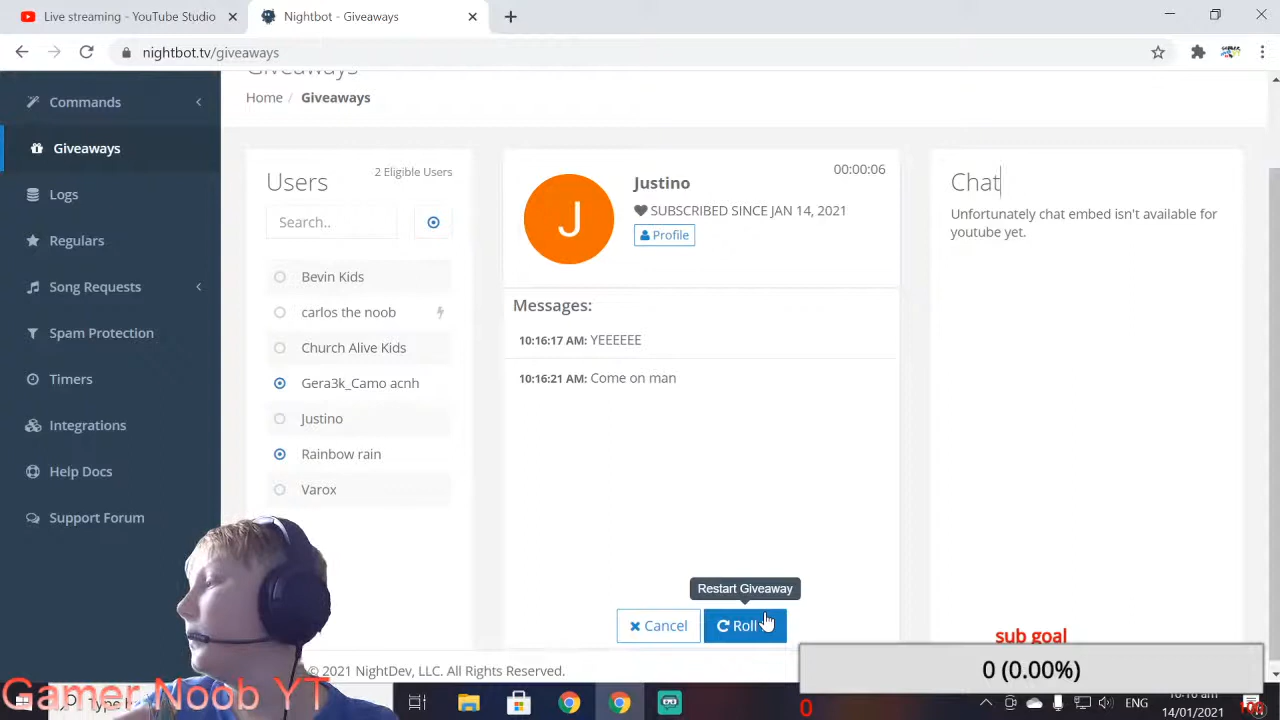 Live streaming - YouTube Studio
Nightbot - Giveaways
nightbot.tv/giveaways
Commands
Giveaways
Logs
Regulars
Song Requests
Spam Protection
Timers
Integrations
Help Docs
Support Forum
Giveaways
Home / Giveaways
Users
2 Eligible Users
Search..
Bevin Kids
carlos the noob
Church Alive Kids
Gera3k_Camo acnh
Justino
Rainbow rain
Varox
J
Justino
00:00:06
SUBSCRIBED SINCE JAN 14, 2021
Profile
Messages:
10:16:17 AM: YEEEEEE
10:16:21 AM: Come on man
Restart Giveaway
Cancel
Roll
Chat
Unfortunately chat embed isn't available for
youtube yet.
© 2021 NightDev, LLC. All Rights Reserved.
sub goal
0 (0.00%)
0
100
Gamer Noob YT
Type
ENG
14/01/2021